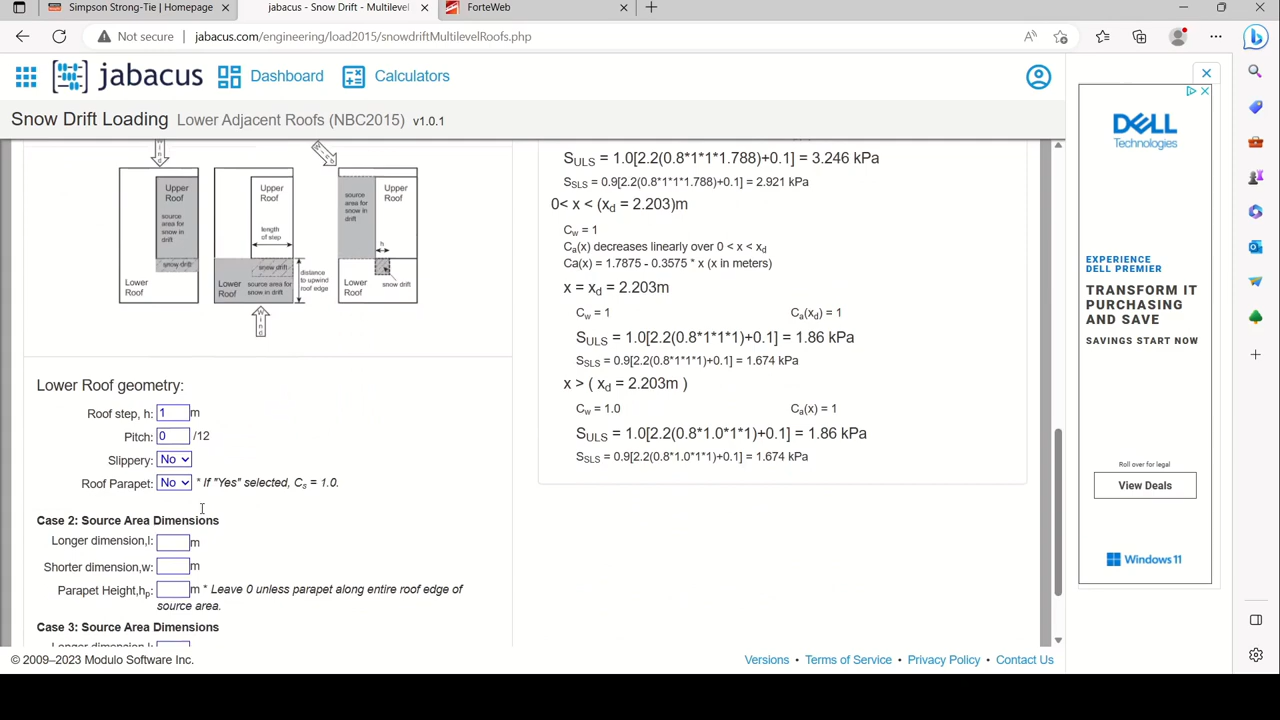 Simpson Strong-Tie | Homepage
jabacus - Snow Drift - Multilevel
ForteWeb
Not secure
jabacus.com/engineering/load2015/snowdriftMultilevelRoofs.php
jabacus
Dashboard
Calculators
Snow Drift Loading Lower Adjacent Roofs (NBC2015) v1.0.1
Wind
Upper Roof
source area for snow in drift
snow drift
Lower Roof
Upper Roof
length of step
snow drift
Lower Roof
source area for snow in drift
distance to upwind roof edge
Wind
source area for snow in drift
Upper Roof
h
Lower Roof
snow drift
Lower Roof geometry:
Roof step, h: 1 m
Pitch: 0 /12
Slippery: No
Roof Parapet: No * If "Yes" selected, Cs = 1.0.
Case 2: Source Area Dimensions
Longer dimension,l: m
Shorter dimension,w: m
Parapet Height,hp: m * Leave 0 unless parapet along entire roof edge of
source area.
Case 3: Source Area Dimensions
SULS = 1.0[2.2(0.8*1*1*1.788)+0.1] = 3.246 kPa
SSLS = 0.9[2.2(0.8*1*1*1.788)+0.1] = 2.921 kPa
0< x < (xd = 2.203)m
Cw = 1
Ca(x) decreases linearly over 0 < x < xd
Ca(x) = 1.7875 - 0.3575 * x (x in meters)
x = xd = 2.203m
Cw = 1 Ca(xd) = 1
SULS = 1.0[2.2(0.8*1*1*1)+0.1] = 1.86 kPa
SSLS = 0.9[2.2(0.8*1*1*1)+0.1] = 1.674 kPa
x > ( xd = 2.203m )
Cw = 1.0 Ca(x) = 1
SULS = 1.0[2.2(0.8*1.0*1*1)+0.1] = 1.86 kPa
SSLS = 0.9[2.2(0.8*1.0*1*1)+0.1] = 1.674 kPa
DELL
Technologies
EXPERIENCE
DELL PREMIER
TRANSFORM IT
PURCHASING
AND SAVE
SAVINGS START NOW
Roll over for legal
View Deals
Windows 11
© 2009–2023 Modulo Software Inc.
Versions • Terms of Service • Privacy Policy • Contact Us